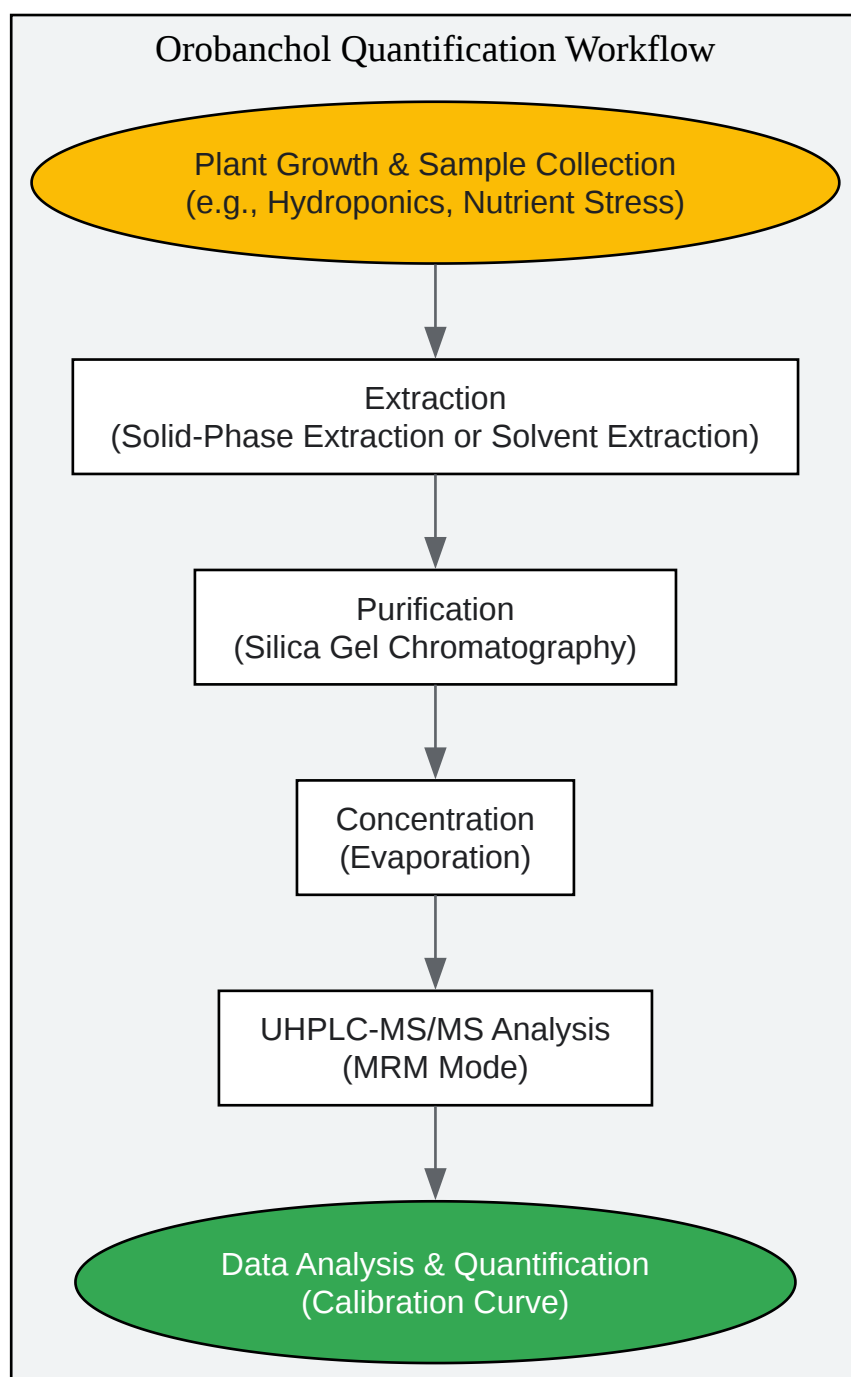 Orobanchol Quantification Workflow
Plant Growth & Sample Collection
(e.g., Hydroponics, Nutrient Stress)
Extraction
(Solid-Phase Extraction or Solvent Extraction)
Purification
(Silica Gel Chromatography)
Concentration
(Evaporation)
UHPLC-MS/MS Analysis
(MRM Mode)
Data Analysis & Quantification
(Calibration Curve)